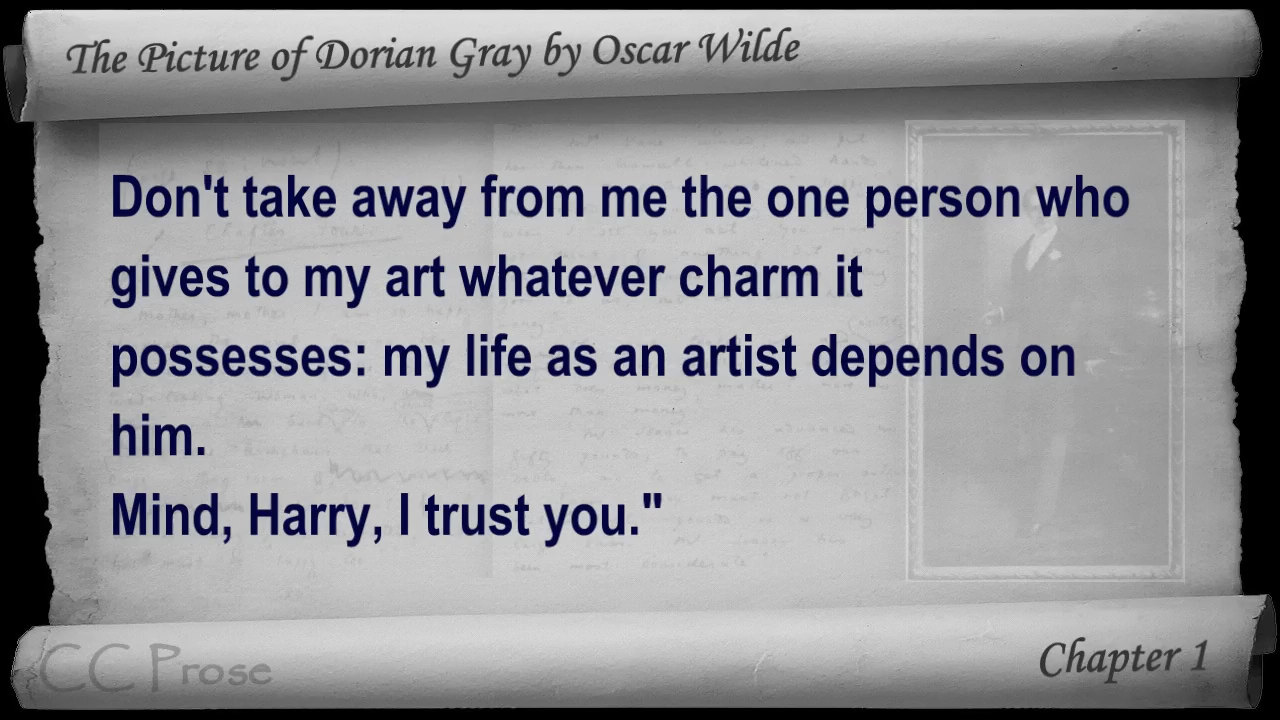 The Picture of Dorian Gray by Oscar Wilde
Don't take away from me the one person who
gives to my art whatever charm it
possesses: my life as an artist depends on
him.
Mind, Harry, I trust you."
CC Prose
Chapter 1